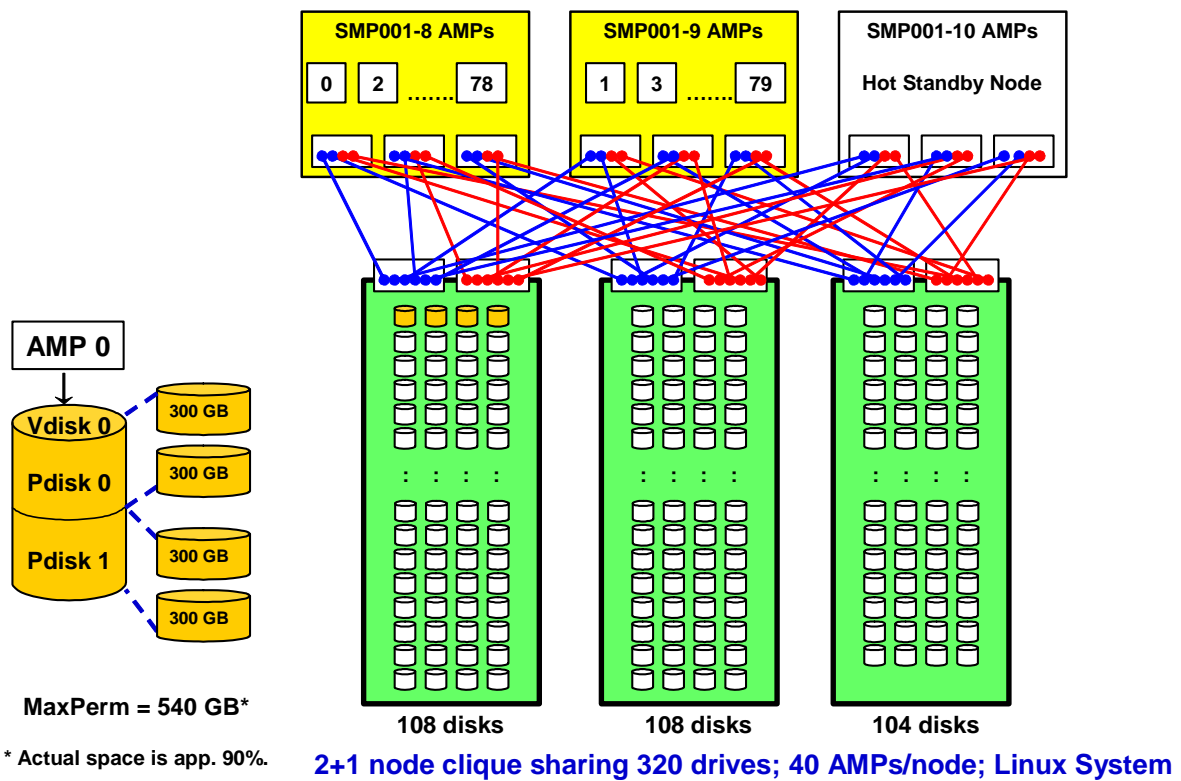 SMP001-8 AMPs
0 2 ....... 78
SMP001-9 AMPs
1 3 ....... 79
SMP001-10 AMPs
Hot Standby Node
AMP 0
Vdisk 0
Pdisk 0
Pdisk 1
300 GB
300 GB
300 GB
300 GB
MaxPerm = 540 GB*
* Actual space is app. 90%.
: : : :
: : : :
: : : :
108 disks
108 disks
104 disks
2+1 node clique sharing 320 drives; 40 AMPs/node; Linux System